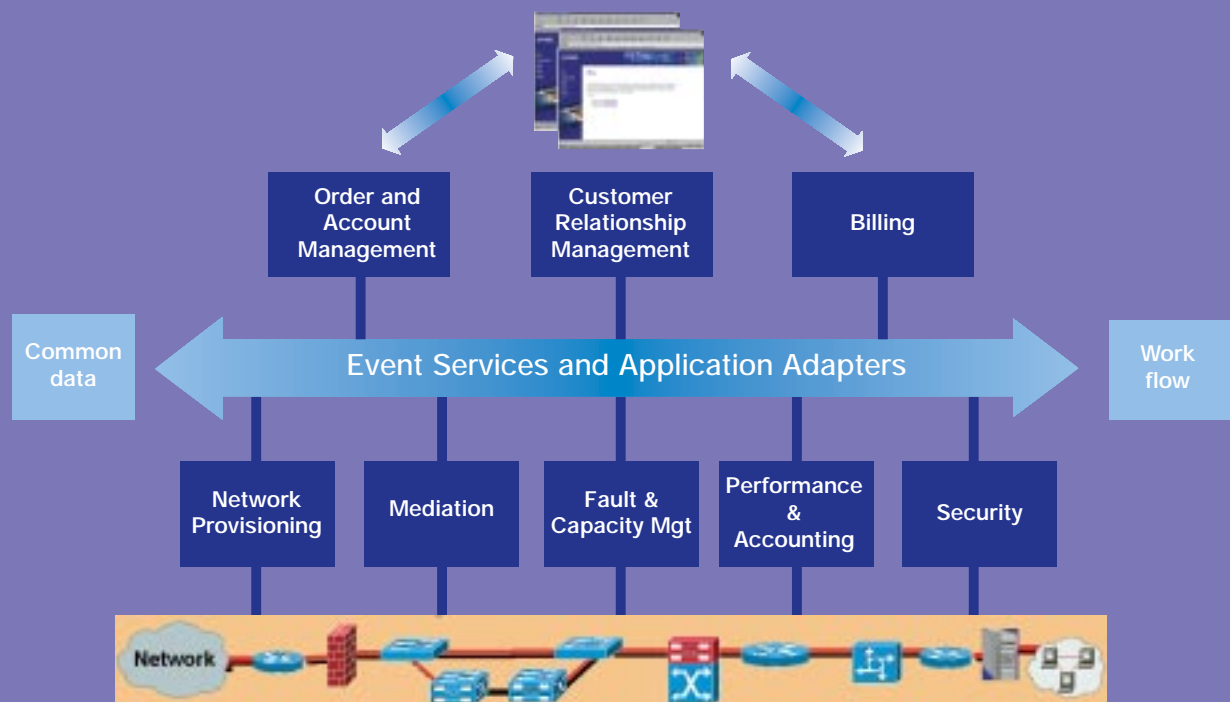 Order and
Account
Management
Customer
Relationship
Management
Billing
Common
data
Event Services and Application Adapters
Work
flow
Network
Provisioning
Mediation
Fault &
Capacity Mgt
Performance
&
Accounting
Security
Network